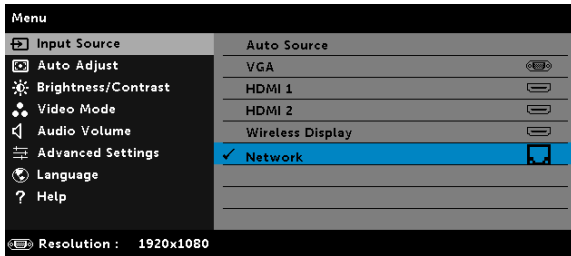 Menu
Input Source
Auto Adjust
Brightness/Contrast
Video Mode
Audio Volume
Advanced Settings
Language
? Help
Auto Source
VGA
HDMI 1
HDMI 2
Wireless Display
✓ Network
Resolution : 1920x1080